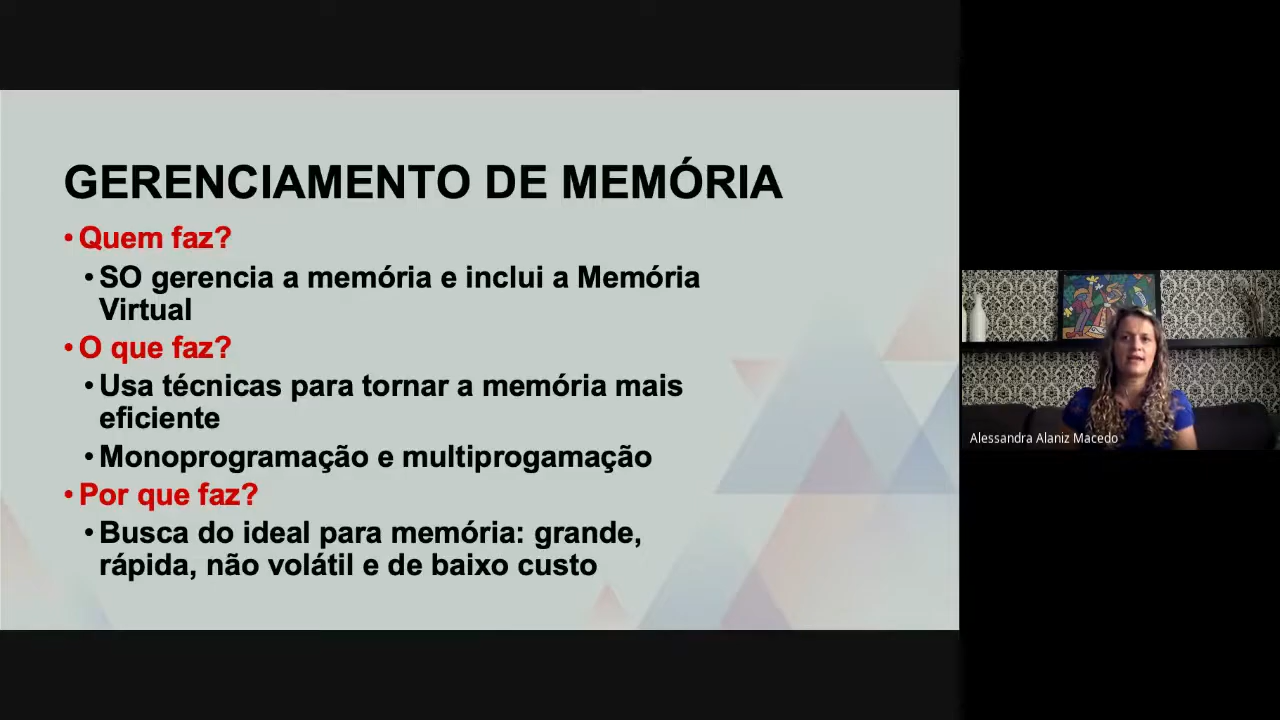 GERENCIAMENTO DE MEMÓRIA
• Quem faz?
• SO gerencia a memória e inclui a Memória
Virtual
• O que faz?
• Usa técnicas para tornar a memória mais
eficiente
• Monoprogramação e multiprogamação
• Por que faz?
• Busca do ideal para memória: grande,
rápida, não volátil e de baixo custo
Alessandra Alaniz Macedo